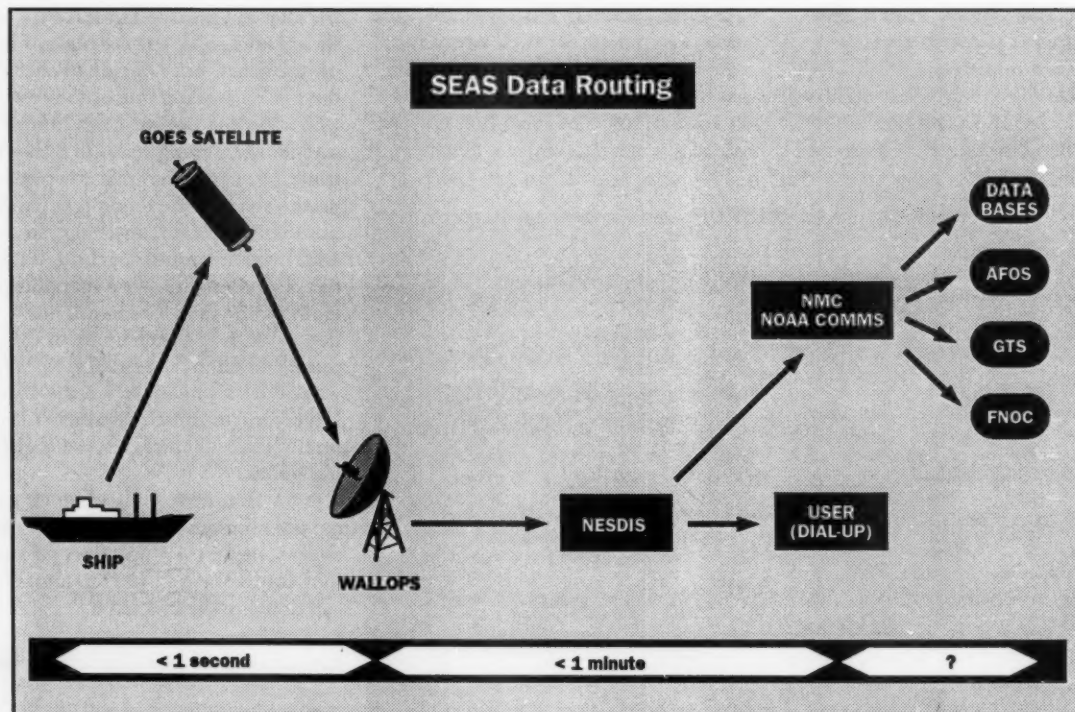 SEAS Data Routing
GOES SATELLITE
DATA
BASES
AFOS
NMC
NOAA COMMS
GTS
FNOC
NESDIS
USER
(DIAL-UP)
SHIP
WALLOPS
< 1 second
< 1 minute
?